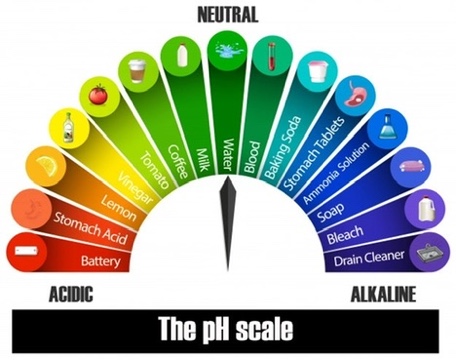 NEUTRAL
Battery
Stomach Acid
Lemon
Vinegar
Tomato
Coffee
Milk
Water
Blood
Baking Soda
Stomach Tablets
Ammonia Solution
Soap
Bleach
Drain Cleaner
ACIDIC
ALKALINE
The pH scale